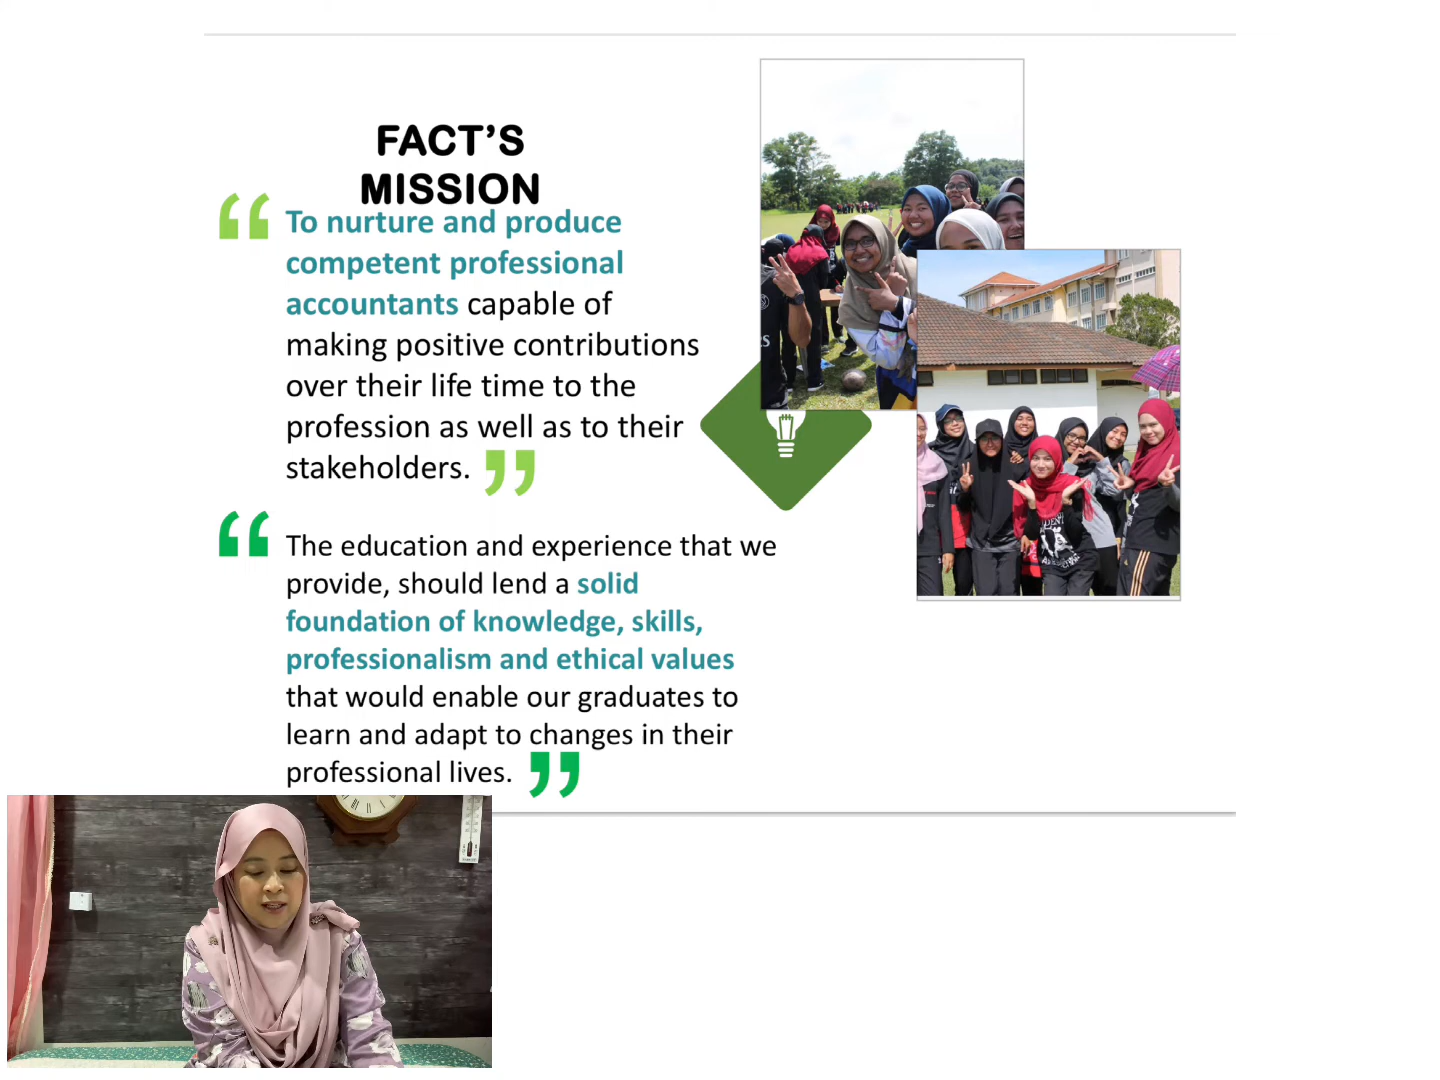 FACT’S
MISSION
To nurture and produce
competent professional
accountants capable of
making positive contributions
over their life time to the
profession as well as to their
stakeholders.
The education and experience that we
provide, should lend a solid
foundation of knowledge, skills,
professionalism and ethical values
that would enable our graduates to
learn and adapt to changes in their
professional lives.